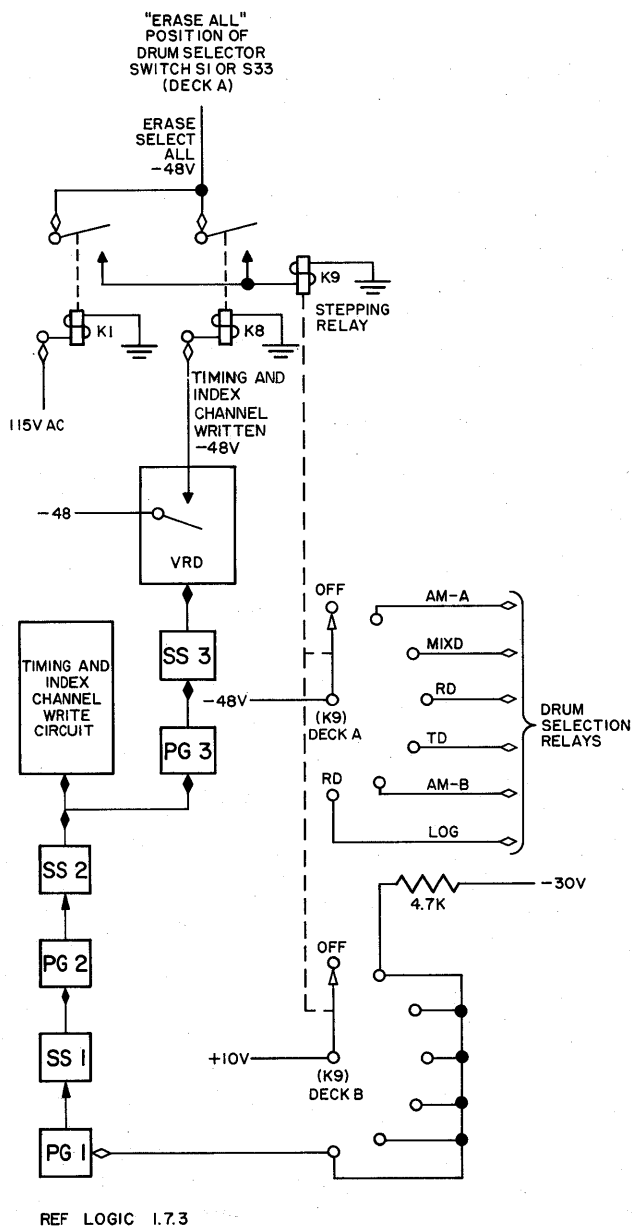 "ERASE ALL"
POSITION OF
DRUM SELECTOR
SWITCH S1 OR S33
(DECK A)
ERASE
SELECT
ALL
-48V
K9
STEPPING
RELAY
K1
K8
115V AC
TIMING AND
INDEX
CHANNEL
WRITTEN
-48V
-48
VRD
OFF
AM-A
MIXD
RD
TD
AM-B
LOG
-48V
(K9)
DECK A
RD
DRUM
SELECTION
RELAYS
SS 3
TIMING AND
INDEX
CHANNEL
WRITE
CIRCUIT
PG 3
SS 2
-30V
4.7K
PG 2
OFF
SS 1
+10V
(K9)
DECK B
PG 1
REF LOGIC 1.7.3